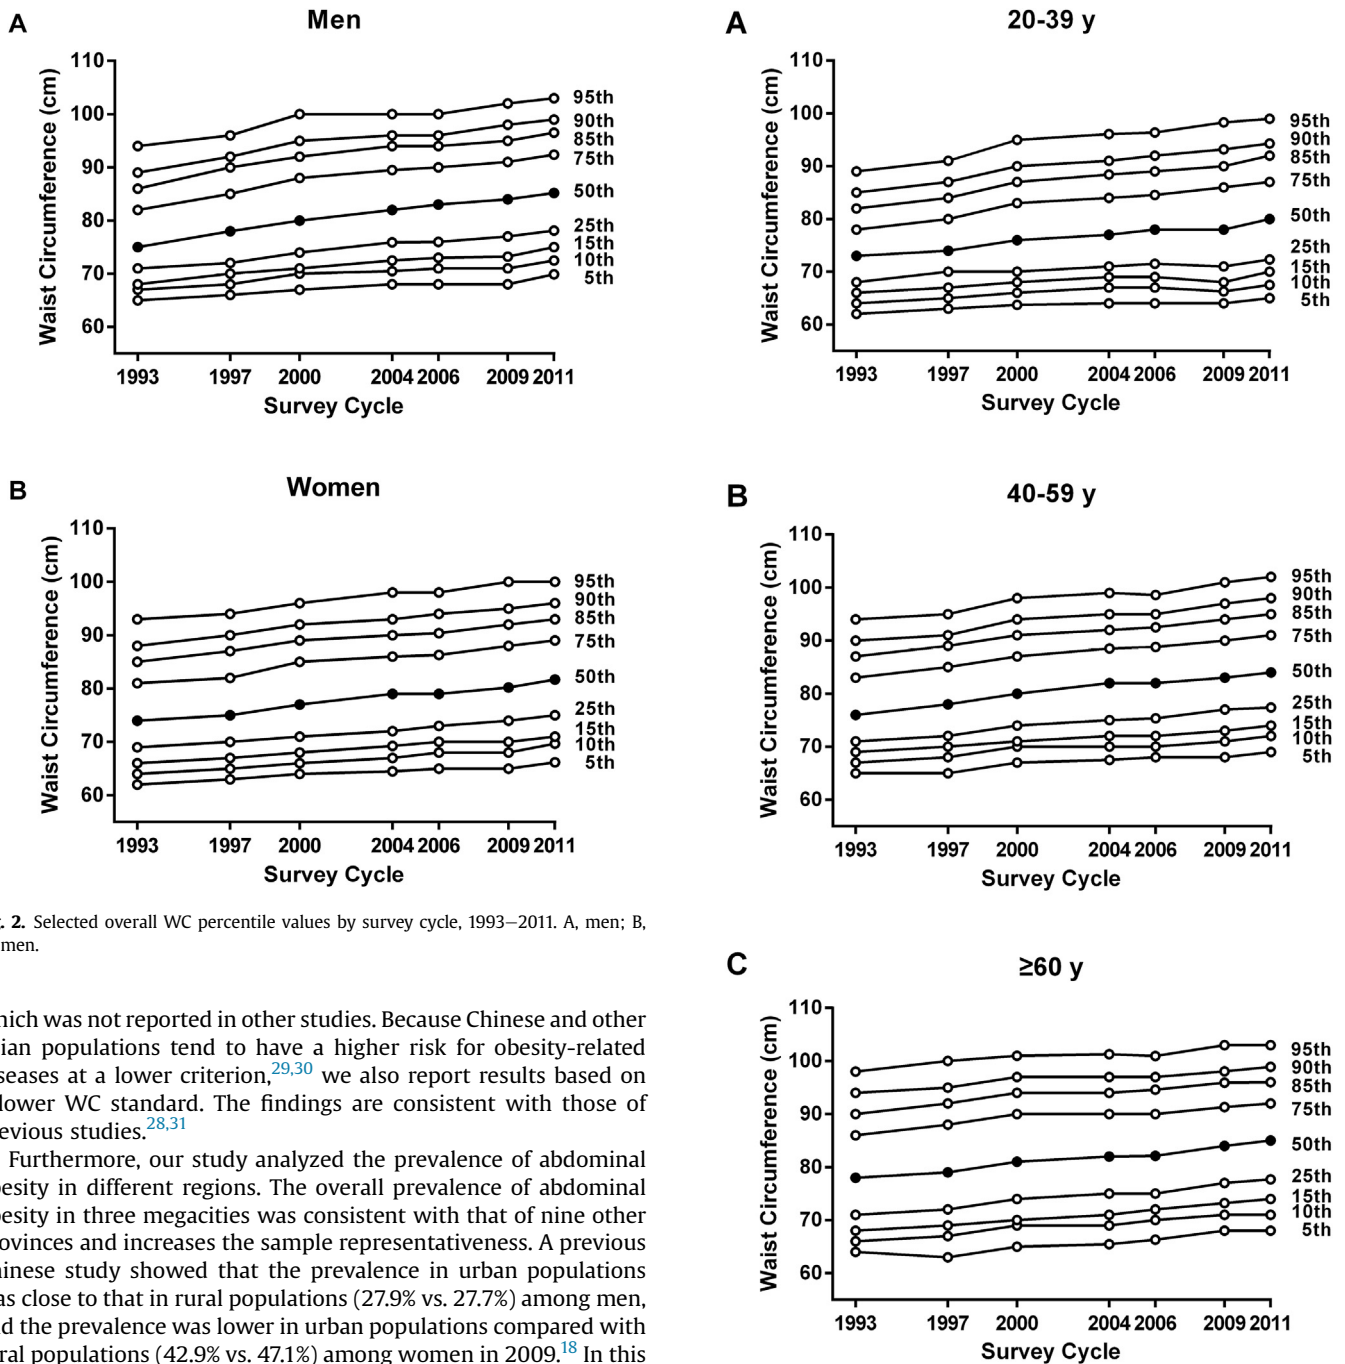 A
Men
110
100
90
80
70
60
Waist Circumference (cm)
95th
90th
85th
75th
50th
25th
15th
10th
5th
1993 1997 2000 2004 2006 2009 2011
Survey Cycle
B
Women
110
100
90
80
70
60
Waist Circumference (cm)
95th
90th
85th
75th
50th
25th
15th
10th
5th
1993 1997 2000 2004 2006 2009 2011
Survey Cycle
2. Selected overall WC percentile values by survey cycle, 1993–2011. A, men; B,
men.
was not reported in other studies. Because Chinese and other
populations tend to have a higher risk for obesity-related
at a lower criterion,29,30 we also report results based on
lower WC standard. The findings are consistent with those of
studies.28,31
Furthermore, our study analyzed the prevalence of abdominal
in different regions. The overall prevalence of abdominal
in three megacities was consistent with that of nine other
and increases the sample representativeness. A previous
study showed that the prevalence in urban populations
close to that in rural populations (27.9% vs. 27.7%) among men,
the prevalence was lower in urban populations compared with
populations (42.9% vs. 47.1%) among women in 2009.18 In this
A
20-39 y
110
100
90
80
70
60
Waist Circumference (cm)
95th
90th
85th
75th
50th
25th
15th
10th
5th
1993 1997 2000 2004 2006 2009 2011
Survey Cycle
B
40-59 y
110
100
90
80
70
60
Waist Circumference (cm)
95th
90th
85th
75th
50th
25th
15th
10th
5th
1993 1997 2000 2004 2006 2009 2011
Survey Cycle
C
≥60 y
110
100
90
80
70
60
Waist Circumference (cm)
95th
90th
85th
75th
50th
25th
15th
10th
5th
1993 1997 2000 2004 2006 2009 2011
Survey Cycle